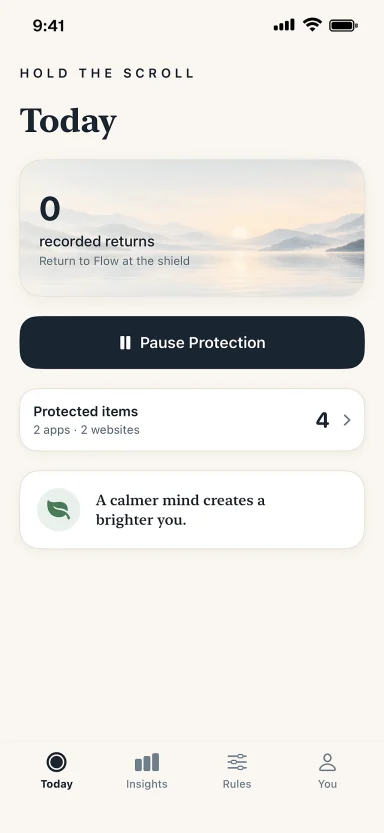 9:41
HOLD THE SCROLL
Today
0
recorded returns
Return to Flow at the shield
Pause Protection
Protected items
2 apps · 2 websites
4
A calmer mind creates a
brighter you.
Today
Insights
Rules
You